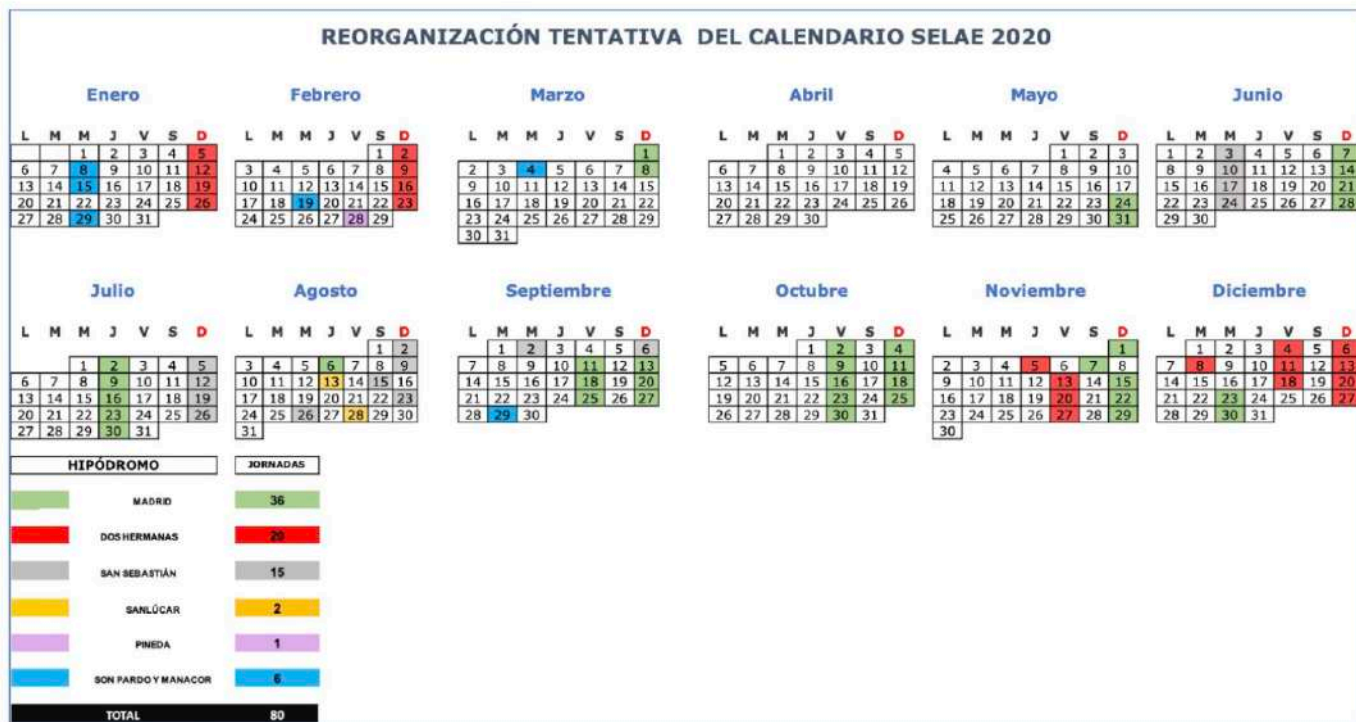 REORGANIZACIÓN TENTATIVA DEL CALENDARIO SELAE 2020
Enero Febrero Marzo Abril Mayo Junio
L M M J V S D L M M J V S D L M M J V S D L M M J V S D L M M J V S D L M M J V S D
1 2 3 4 5 1 2 1 1 2 3 4 5 1 2 3 1 2 3 4 5 6 7
6 7 8 9 10 11 12 3 4 5 6 7 8 9 2 3 4 5 6 7 8 6 7 8 9 10 11 12 4 5 6 7 8 9 10 8 9 10 11 12 13 14
13 14 15 16 17 18 19 10 11 12 13 14 15 16 9 10 11 12 13 14 15 13 14 15 16 17 18 19 11 12 13 14 15 16 17 15 16 17 18 19 20 21
20 21 22 23 24 25 26 17 18 19 20 21 22 23 16 17 18 19 20 21 22 20 21 22 23 24 25 26 18 19 20 21 22 23 24 22 23 24 25 26 27 28
27 28 29 30 31 24 25 26 27 28 29 23 24 25 26 27 28 29 27 28 29 30 25 26 27 28 29 30 31 29 30
30 31
Julio Agosto Septiembre Octubre Noviembre Diciembre
L M M J V S D L M M J V S D L M M J V S D L M M J V S D L M M J V S D L M M J V S D
1 2 3 4 5 1 2 1 2 3 4 5 6 1 2 3 4 1 1 2 3 4 5 6
6 7 8 9 10 11 12 3 4 5 6 7 8 9 7 8 9 10 11 12 13 5 6 7 8 9 10 11 2 3 4 5 6 7 8 7 8 9 10 11 12 13
13 14 15 16 17 18 19 10 11 12 13 14 15 16 14 15 16 17 18 19 20 12 13 14 15 16 17 18 9 10 11 12 13 14 15 14 15 16 17 18 19 20
20 21 22 23 24 25 26 17 18 19 20 21 22 23 21 22 23 24 25 26 27 19 20 21 22 23 24 25 16 17 18 19 20 21 22 21 22 23 24 25 26 27
27 28 29 30 31 24 25 26 27 28 29 30 28 29 30 26 27 28 29 30 31 23 24 25 26 27 28 29 28 29 30 31
31 30
HIPÓDROMO JORNADAS
MADRID 36
DOS HERMANAS 20
SAN SEBASTIÁN 15
SANLÚCAR 2
PINEDA 1
SON PARDO Y MANACOR 6
TOTAL 80